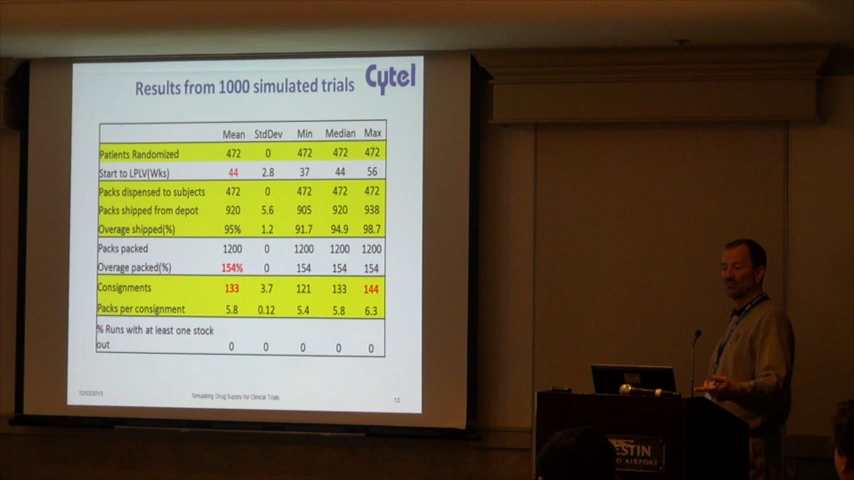 Results from 1000 simulated trials
Cytel
Mean StdDev Min Median Max
Patients Randomized 472 0 472 472 472
Start to LPLV(Wks) 44 2.8 37 44 56
Packs dispensed to subjects 472 0 472 472 472
Packs shipped from depot 920 5.6 905 920 938
Overage shipped(%) 95% 1.2 91.7 94.9 98.7
Packs packed 1200 0 1200 1200 1200
Overage packed(%) 154% 0 154 154 154
Consignments 133 3.7 121 133 144
Packs per consignment 5.8 0.12 5.4 5.8 6.3
% Runs with at least one stock
out 0 0 0 0 0
Simulating Drug Supply for Clinical Trials
13
ESTIN
O AIRPORT